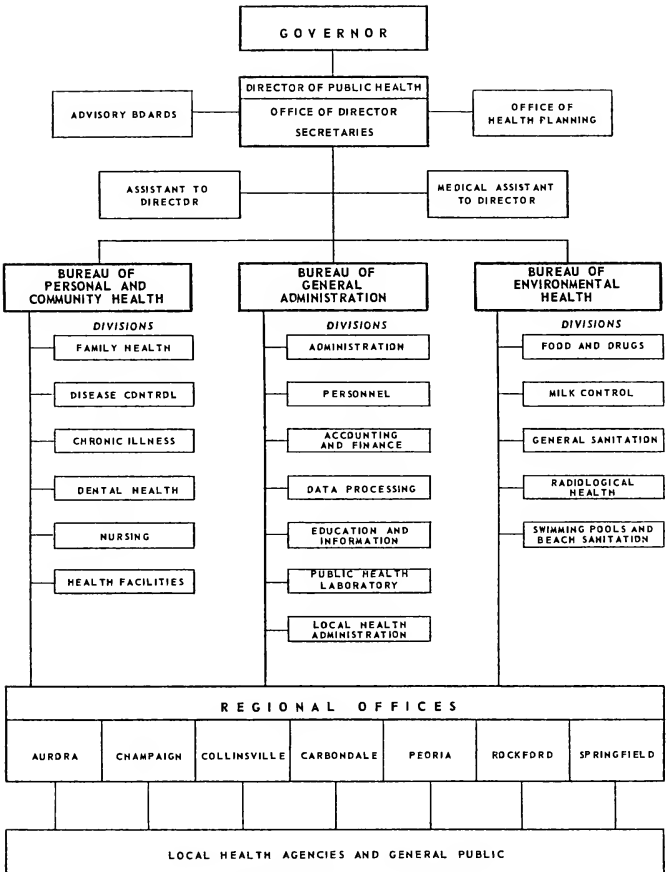 GOVERNOR
DIRECTOR OF PUBLIC HEALTH
OFFICE OF DIRECTOR
SECRETARIES
ADVISORY BOARDS
OFFICE OF
HEALTH PLANNING
ASSISTANT TO
DIRECTOR
MEDICAL ASSISTANT
TO DIRECTOR
BUREAU OF
PERSONAL AND
COMMUNITY HEALTH
DIVISIONS
FAMILY HEALTH
DISEASE CONTROL
CHRONIC ILLNESS
DENTAL HEALTH
NURSING
HEALTH FACILITIES
BUREAU OF
GENERAL
ADMINISTRATION
DIVISIONS
ADMINISTRATION
PERSONNEL
ACCOUNTING
AND FINANCE
DATA PROCESSING
EDUCATION AND
INFORMATION
PUBLIC HEALTH
LABORATORY
LOCAL HEALTH
ADMINISTRATION
BUREAU OF
ENVIRONMENTAL
HEALTH
DIVISIONS
FOOD AND DRUGS
MILK CONTROL
GENERAL SANITATION
RADIOLOGICAL
HEALTH
SWIMMING POOLS AND
BEACH SANITATION
REGIONAL OFFICES
AURORA
CHAMPAIGN
COLLINSVILLE
CARBONDALE
PEORIA
ROCKFORD
SPRINGFIELD
LOCAL HEALTH AGENCIES AND GENERAL PUBLIC